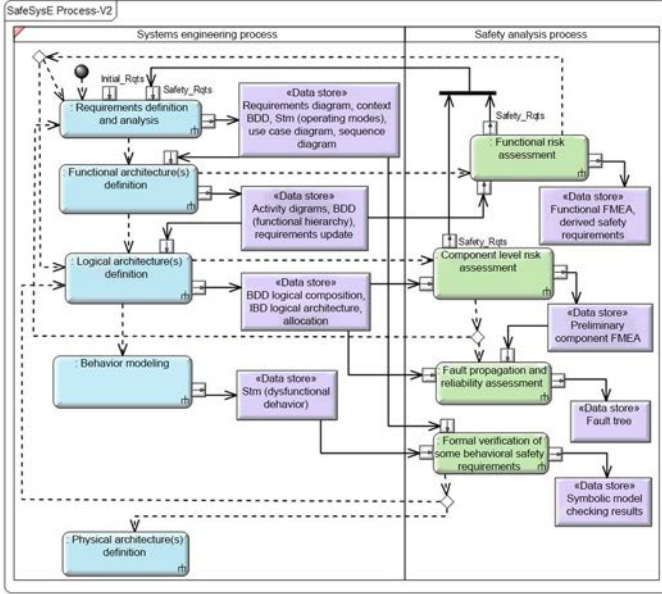 SafeSysE Process-V2
Systems engineering process
Safety analysis process
Initial_Rqts
Safety_Rqts
: Requirements definition
and analysis
«Data store»
Requirements diagram, context
BDD, Stm (operating modes),
use case diagram, sequence
diagram
Safety_Rqts
: Functional risk
assessment
: Functional architecture(s)
definition
«Data store»
Activity digrams, BDD
(functional hierarchy),
requirements update
«Data store»
Functional FMEA,
derived safety
requirements
Safety_Rqts
: Logical architecture(s)
definition
: Component level risk
assessment
«Data store»
BDD logical composition,
IBD logical architecture,
allocation
«Data store»
Preliminary
component FMEA
: Behavior modeling
: Fault propagation and
reliability assessment
«Data store»
Stm (dysfunctional
dehavior)
«Data store»
Fault tree
: Formal verification of
some behavioral safety
requirements
«Data store»
Symbolic model
checking results
: Physical architecture(s)
definition